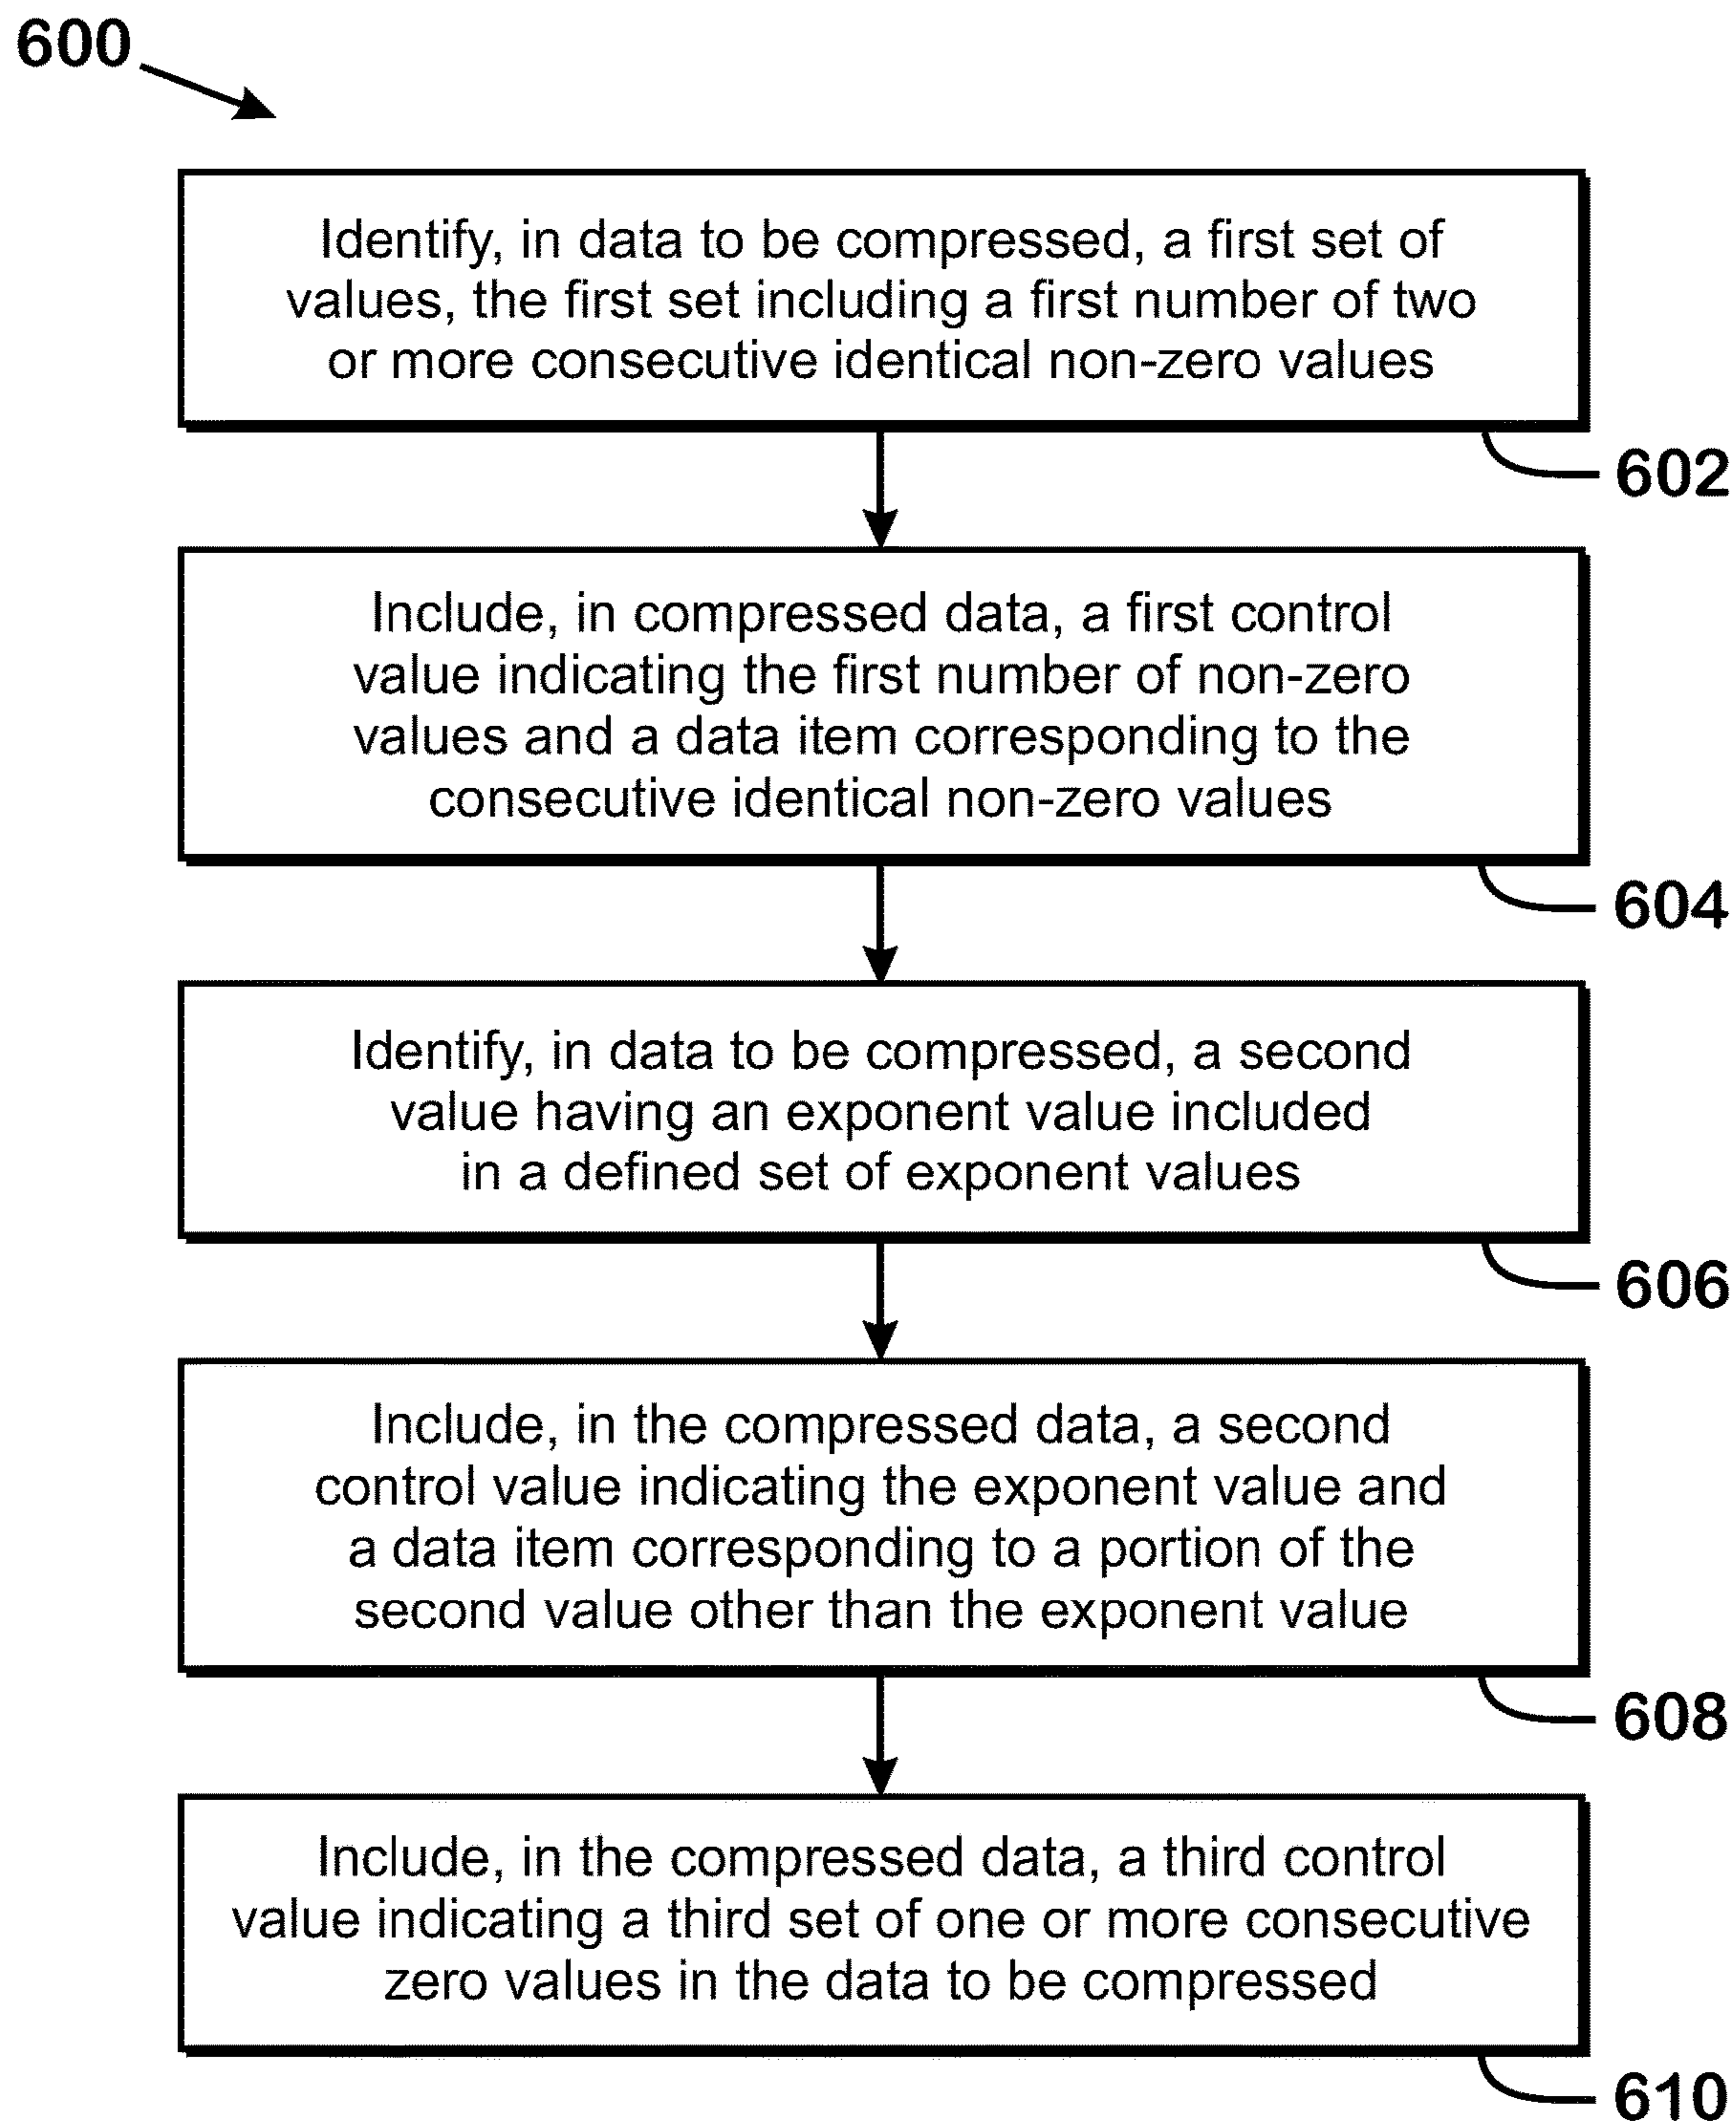 600
Identify, in data to be compressed, a first set of
values, the first set including a first number of two
or more consecutive identical non-zero values
602
Include, in compressed data, a first control
value indicating the first number of non-zero
values and a data item corresponding to the
consecutive identical non-zero values
604
Identify, in data to be compressed, a second
value having an exponent value included
in a defined set of exponent values
606
Include, in the compressed data, a second
control value indicating the exponent value and
a data item corresponding to a portion of the
second value other than the exponent value
608
Include, in the compressed data, a third control
value indicating a third set of one or more consecutive
zero values in the data to be compressed
610